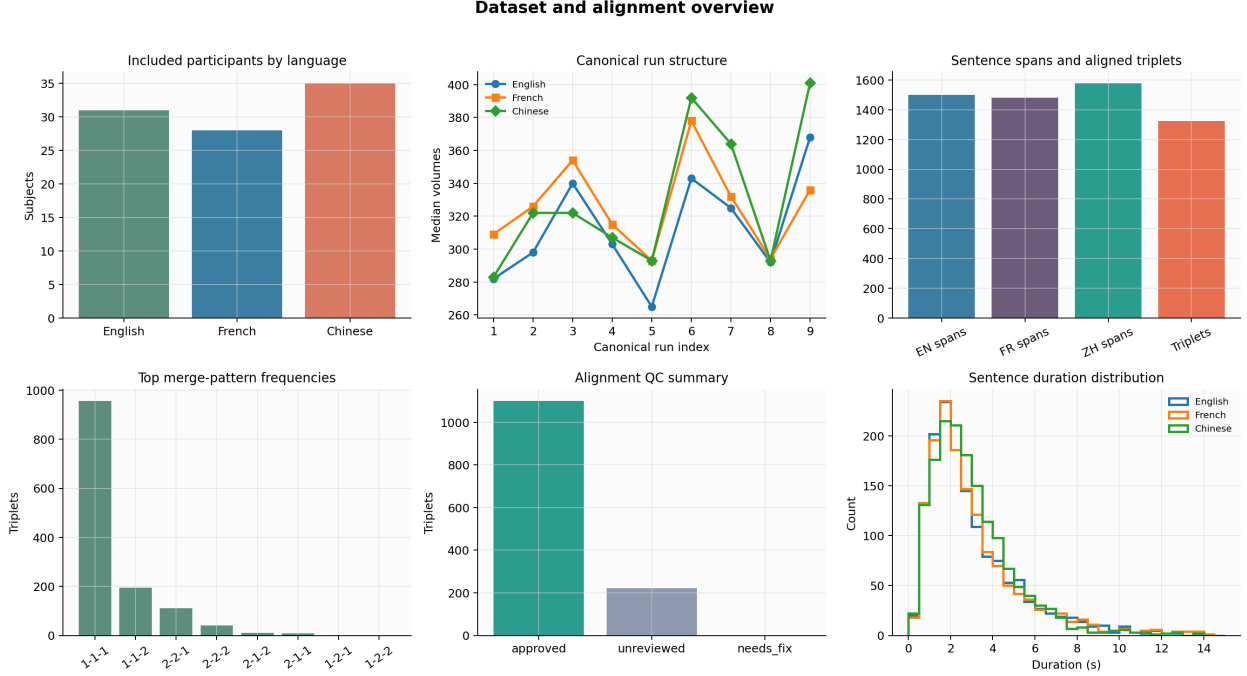 Dataset and alignment overview
Included participants by language
Subjects
35
30
25
20
15
10
5
0
English
French
Chinese
Canonical run structure
Median volumes
400
380
360
340
320
300
280
260
English
French
Chinese
1
2
3
4
5
6
7
8
9
Canonical run index
Sentence spans and aligned triplets
1600
1400
1200
1000
800
600
400
200
0
EN spans
FR spans
ZH spans
Triplets
Top merge-pattern frequencies
Triplets
1000
800
600
400
200
0
1-1-1
1-1-2
2-2-1
2-2-2
2-1-2
2-1-1
1-2-1
1-2-2
Alignment QC summary
Triplets
1000
800
600
400
200
0
approved
unreviewed
needs_fix
Sentence duration distribution
Count
200
150
100
50
0
English
French
Chinese
0
2
4
6
8
10
12
14
Duration (s)